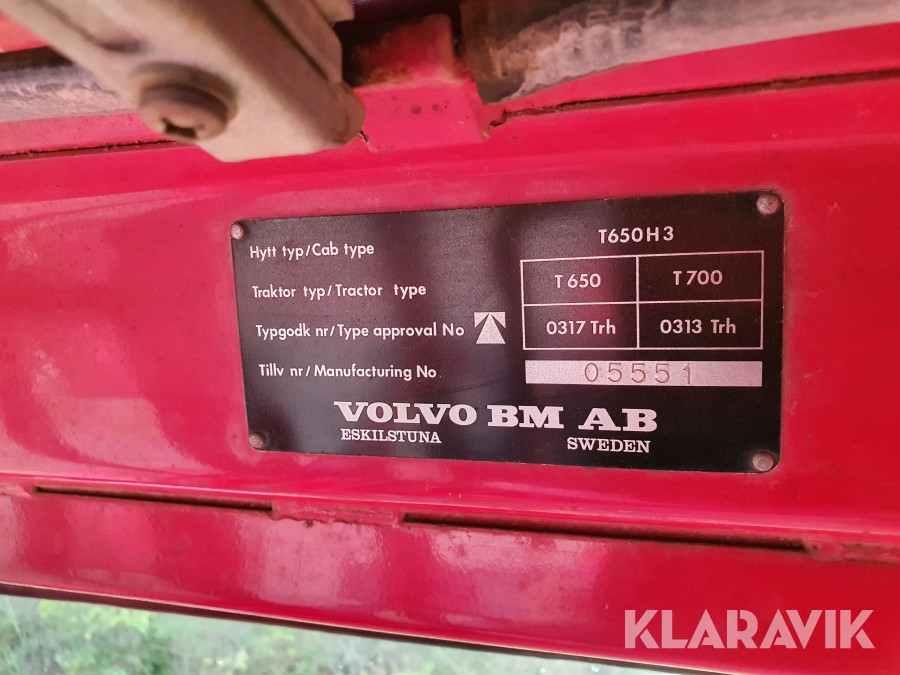 Hytt typ/Cab type T650H3
Traktor typ/Tractor type T 650 T 700
Typgodk nr/Type approval No 0317 Trh 0313 Trh
Tillv nr/Manufacturing No 05551
VOLVO BM AB
ESKILSTUNA SWEDEN
KLARAVIK